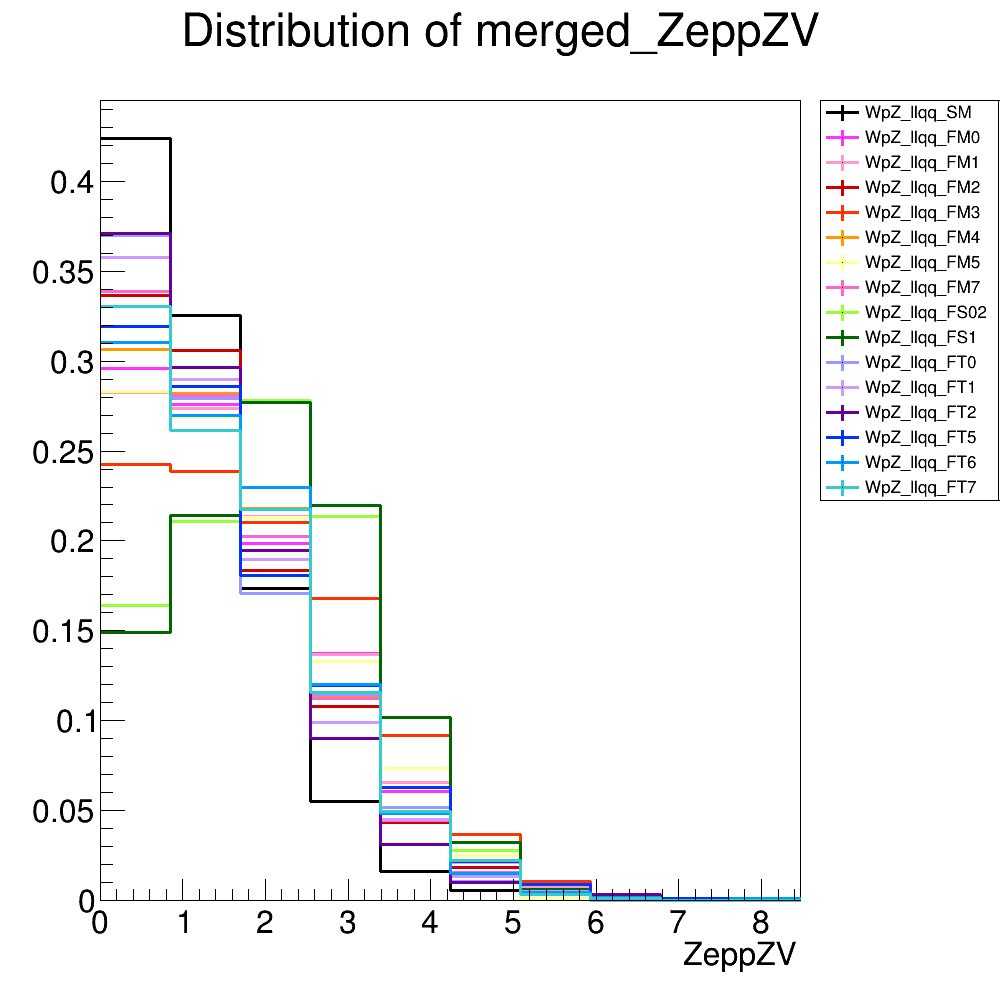 Distribution of merged_ZeppZV
WpZ_llqq_SM
WpZ_llqq_FM0
WpZ_llqq_FM1
WpZ_llqq_FM2
WpZ_llqq_FM3
WpZ_llqq_FM4
WpZ_llqq_FM5
WpZ_llqq_FM7
WpZ_llqq_FS02
WpZ_llqq_FS1
WpZ_llqq_FT0
WpZ_llqq_FT1
WpZ_llqq_FT2
WpZ_llqq_FT5
WpZ_llqq_FT6
WpZ_llqq_FT7
0.4
0.35
0.3
0.25
0.2
0.15
0.1
0.05
0
0 1 2 3 4 5 6 7 8
ZeppZV